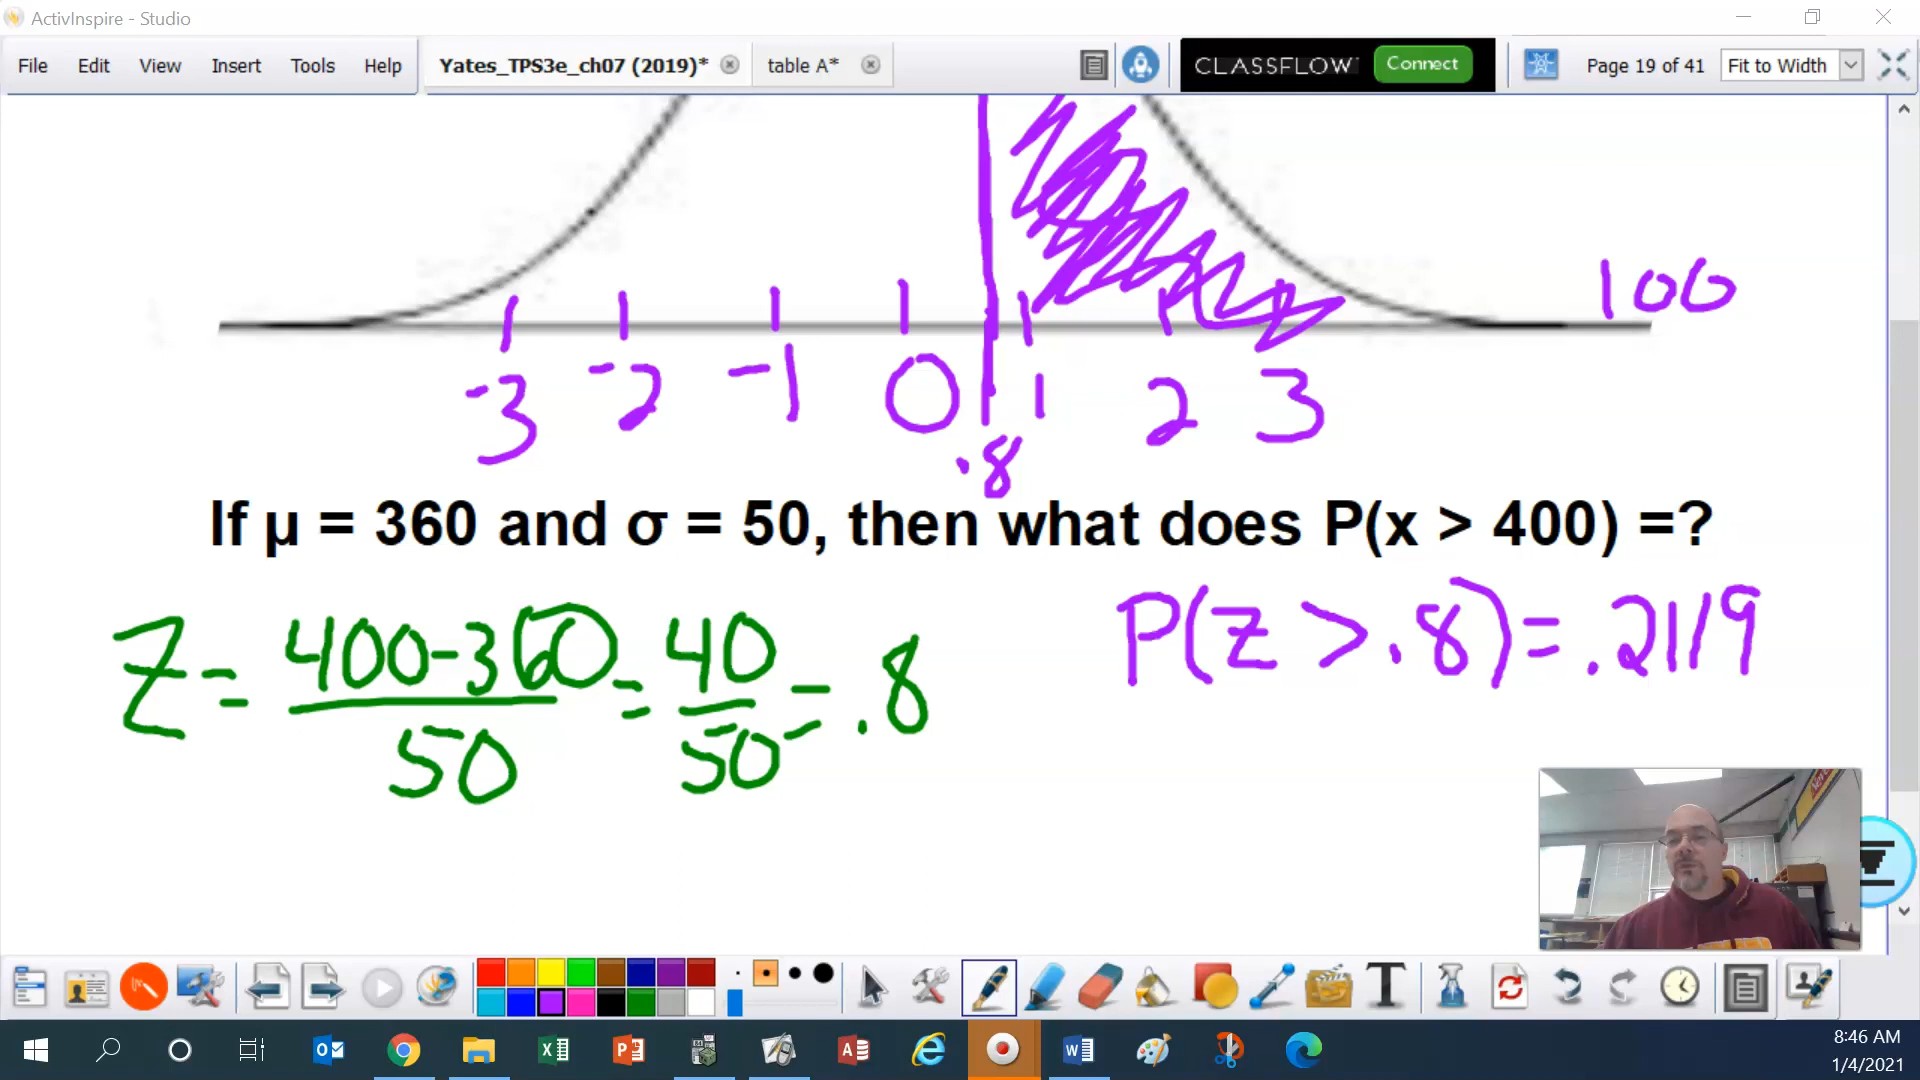 ActivInspire - Studio
File Edit View Insert Tools Help Yates_TPS3e_ch07 (2019)* table A* CLASSFLOW Connect Page 19 of 41 Fit to Width
100
-3 -2 -1 0 1 2 3
.8
If μ = 360 and σ = 50, then what does P(x > 400) =?
Z = 400-360 / 50 = 40 / 50 = .8
P(Z > .8) = .2119
T
8:46 AM
1/4/2021